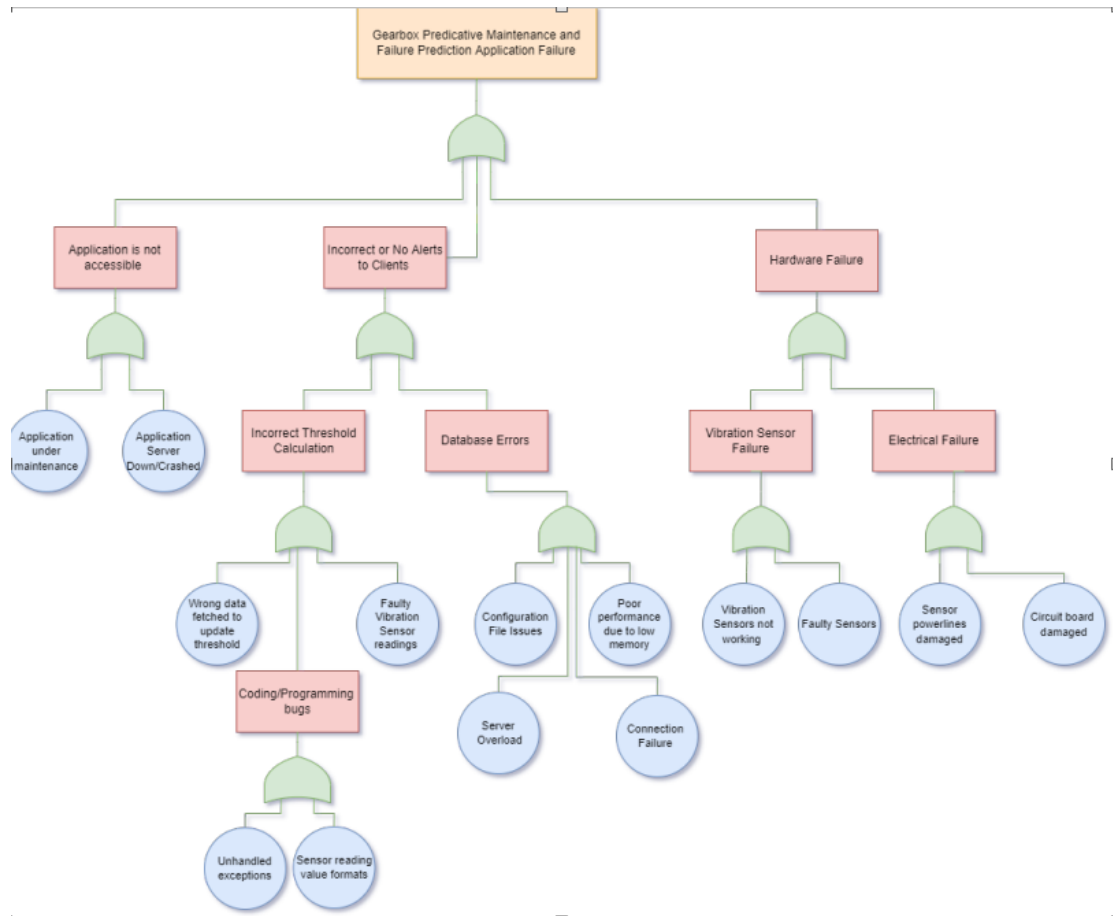 Gearbox Predicative Maintenance and
Failure Prediction Application Failure
Application is not
accessible
Incorrect or No Alerts
to Clients
Hardware Failure
Application
under
maintenance
Application
Server
Down/Crashed
Incorrect Threshold
Calculation
Database Errors
Vibration Sensor
Failure
Electrical Failure
Wrong data
fetched to
update
threshold
Faulty
Vibration
Sensor
readings
Configuration
File Issues
Poor
performance
due to low
memory
Vibration
Sensors not
working
Faulty Sensors
Sensor
powerlines
damaged
Circuit board
damaged
Coding/Programming
bugs
Server
Overload
Connection
Failure
Unhandled
exceptions
Sensor reading
value formats